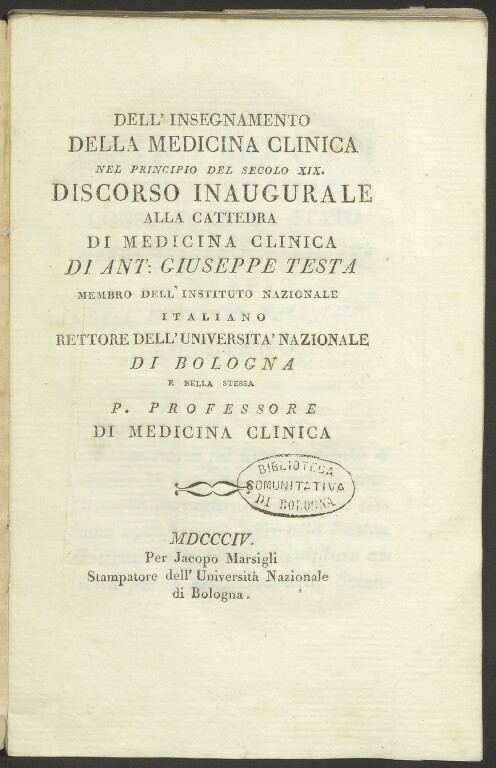 DELL' INSEGNAMENTO
DELLA MEDICINA CLINICA
NEL PRINCIPIO DEL SECOLO XIX.
DISCORSO INAUGURALE
ALLA CATTEDRA
DI MEDICINA CLINICA
DI ANT: GIUSEPPE TESTA
MEMBRO DELL'INSTITUTO NAZIONALE
ITALIANO
RETTORE DELL'UNIVERSITA' NAZIONALE
DI BOLOGNA
E NELLA STESSA
P. PROFESSORE
DI MEDICINA CLINICA
BIBLIOTECA
COMUNITATIVA
DI BOLOGNA
MDCCCIV.
Per Jacopo Marsigli
Stampatore dell' Università Nazionale
di Bologna.